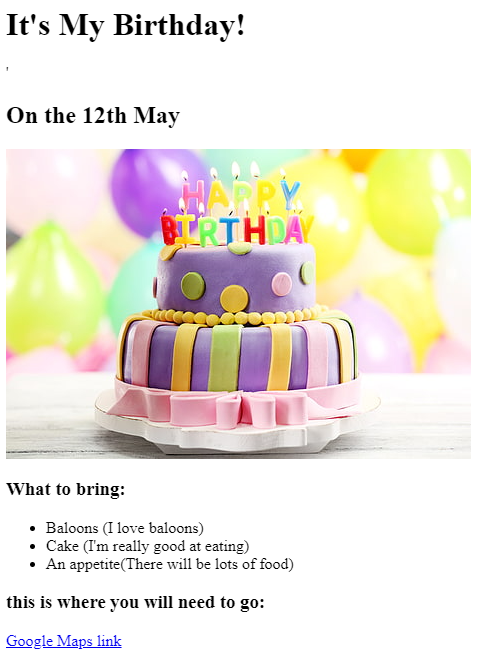 It's My Birthday!
,
On the 12th May
HAPPY
BIRTHDAY
What to bring:
Baloons (I love baloons)
Cake (I'm really good at eating)
An appetite(There will be lots of food)
this is where you will need to go:
Google Maps link